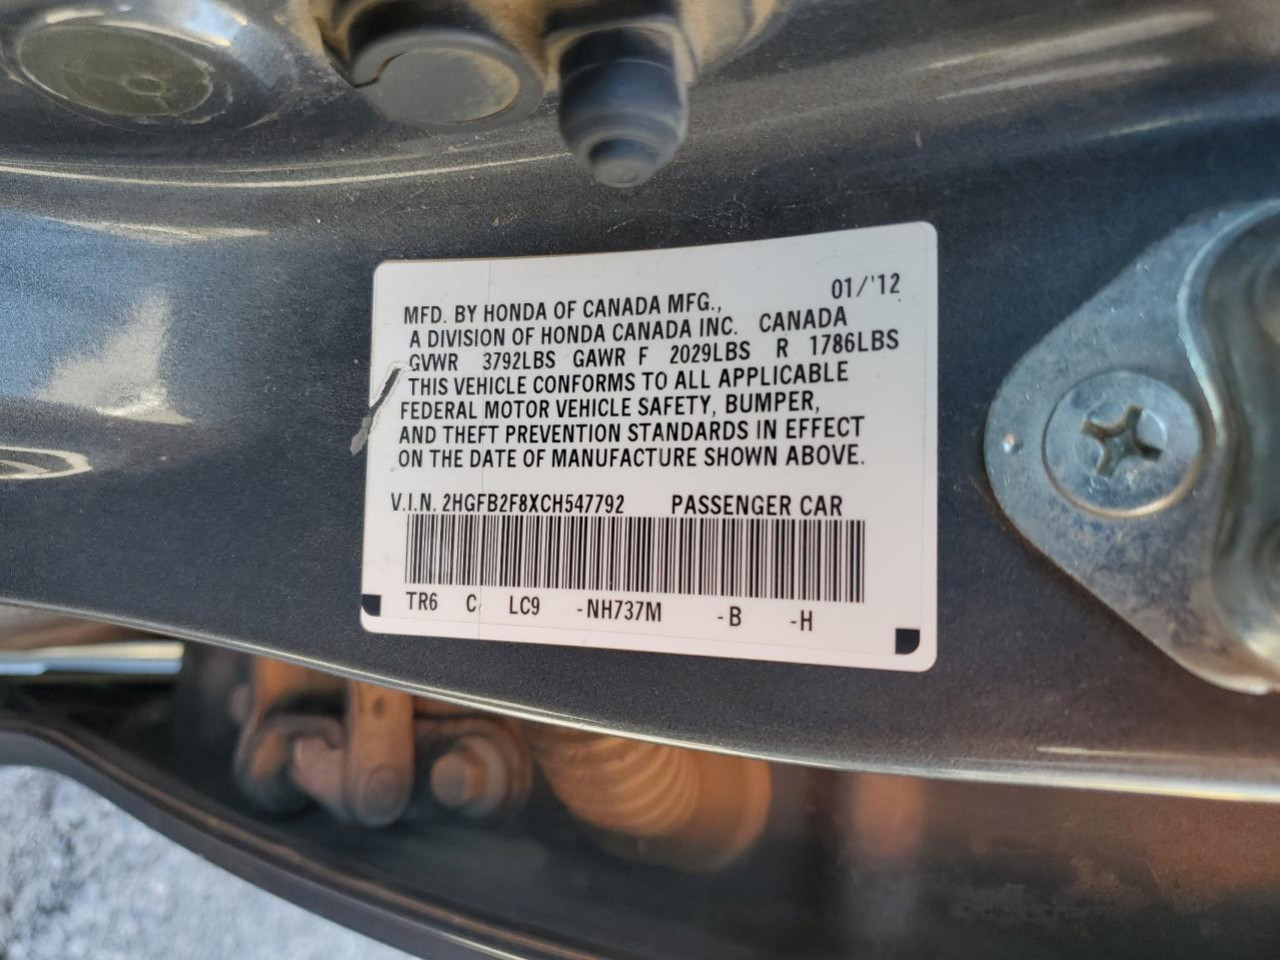 01/'12
MFD. BY HONDA OF CANADA MFG.,
A DIVISION OF HONDA CANADA INC. CANADA
GVWR 3792LBS GAWR F 2029LBS R 1786LBS
THIS VEHICLE CONFORMS TO ALL APPLICABLE
FEDERAL MOTOR VEHICLE SAFETY, BUMPER,
AND THEFT PREVENTION STANDARDS IN EFFECT
ON THE DATE OF MANUFACTURE SHOWN ABOVE.
V.I.N. 2HGFB2F8XCH547792 PASSENGER CAR
TR6 C LC9 -NH737M -B -H